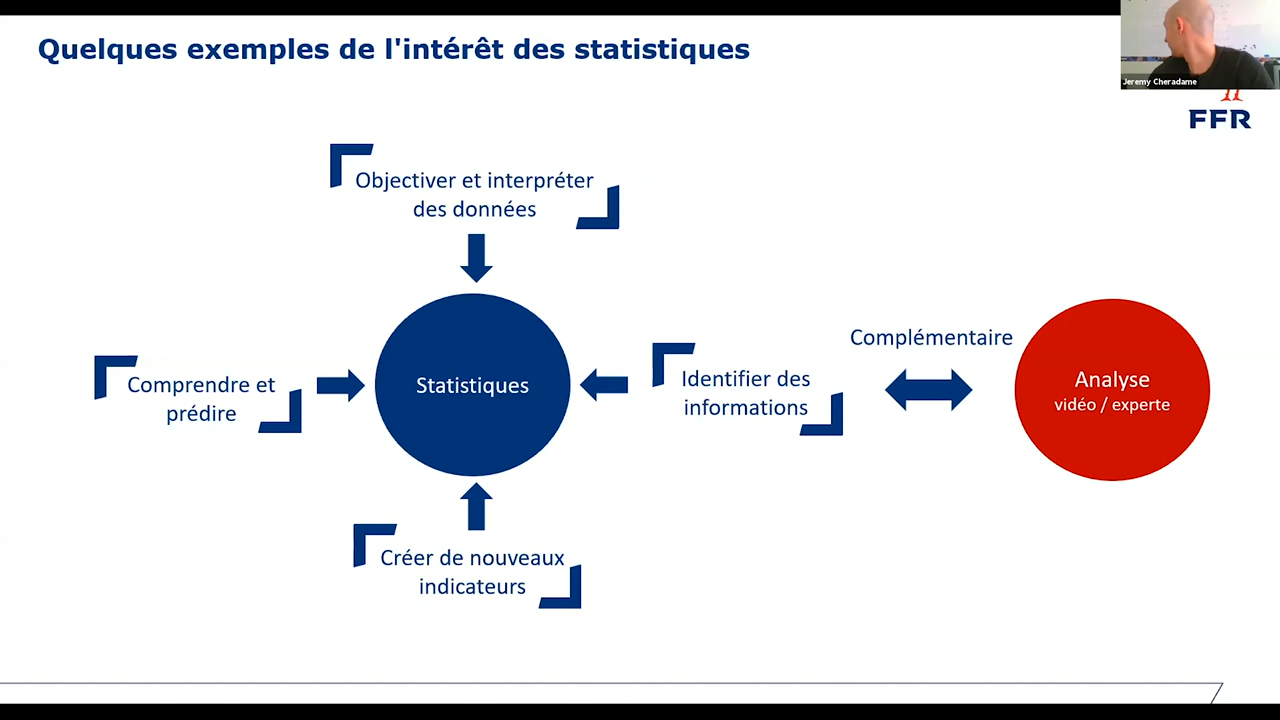 Quelques exemples de l'intérêt des statistiques
Jeremy Cheradame
FFR
Objectiver et interpréter
des données
Comprendre et
prédire
Statistiques
Identifier des
informations
Complémentaire
Analyse
vidéo / experte
Créer de nouveaux
indicateurs